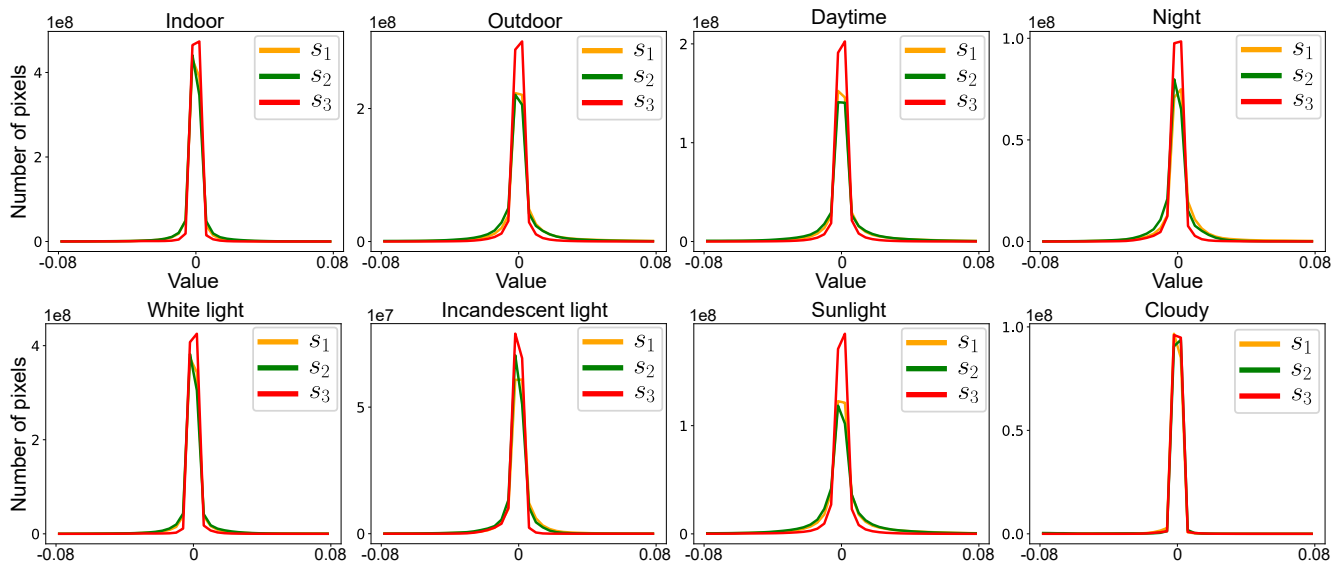 Indoor
1e8
Number of pixels
4
2
0
-0.08
0
0.08
Value
s1
s2
s3
Outdoor
1e8
2
0
-0.08
0
0.08
s1
s2
s3
Daytime
1e8
2
1
0
-0.08
0
0.08
Value
s1
s2
s3
Night
1e8
1.0
0.5
0.0
-0.08
0
0.08
Value
s1
s2
s3
White light
1e8
Number of pixels
4
2
0
-0.08
0
0.08
s1
s2
s3
Value
Incandescent light
1e7
5
0
-0.08
0
0.08
s1
s2
s3
Sunlight
1e8
1
0
-0.08
0
0.08
s1
s2
s3
Cloudy
1e8
1.0
0.5
0.0
-0.08
0
0.08
s1
s2
s3